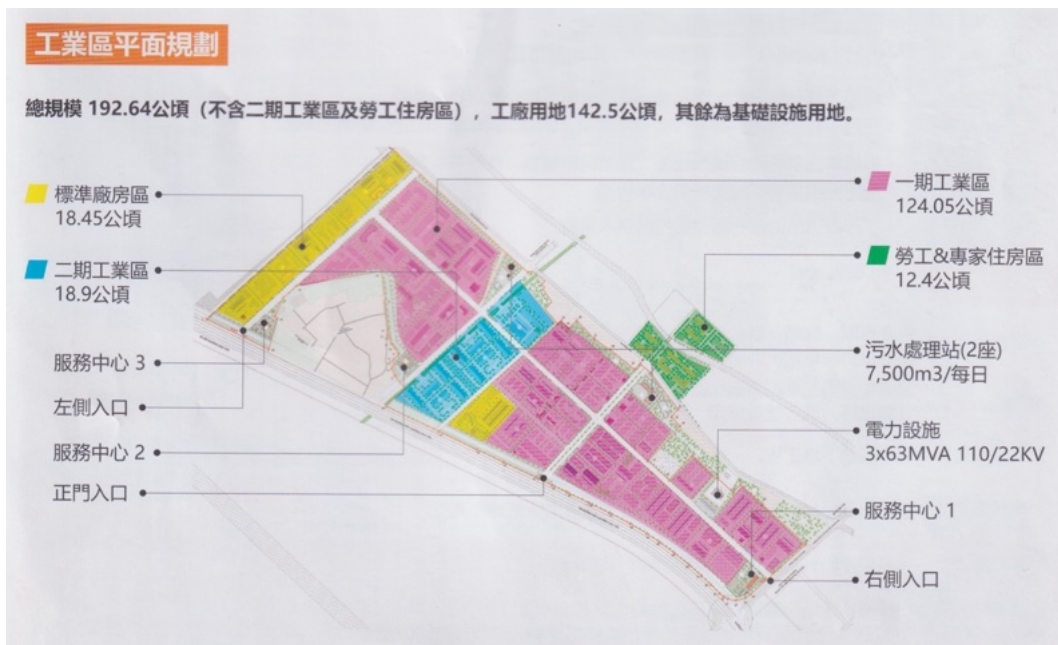 工業區平面規劃
總規模 192.64公頃（不含二期工業區及勞工住房區）, 工廠用地142.5公頃, 其餘為基礎設施用地。
標準廠房區
18.45公頃
二期工業區
18.9公頃
服務中心 3
左側入口
服務中心 2
正門入口
一期工業區
124.05公頃
勞工&專家住房區
12.4公頃
污水處理站(2座)
7,500m3/每日
電力設施
3x63MVA 110/22KV
服務中心 1
右側入口